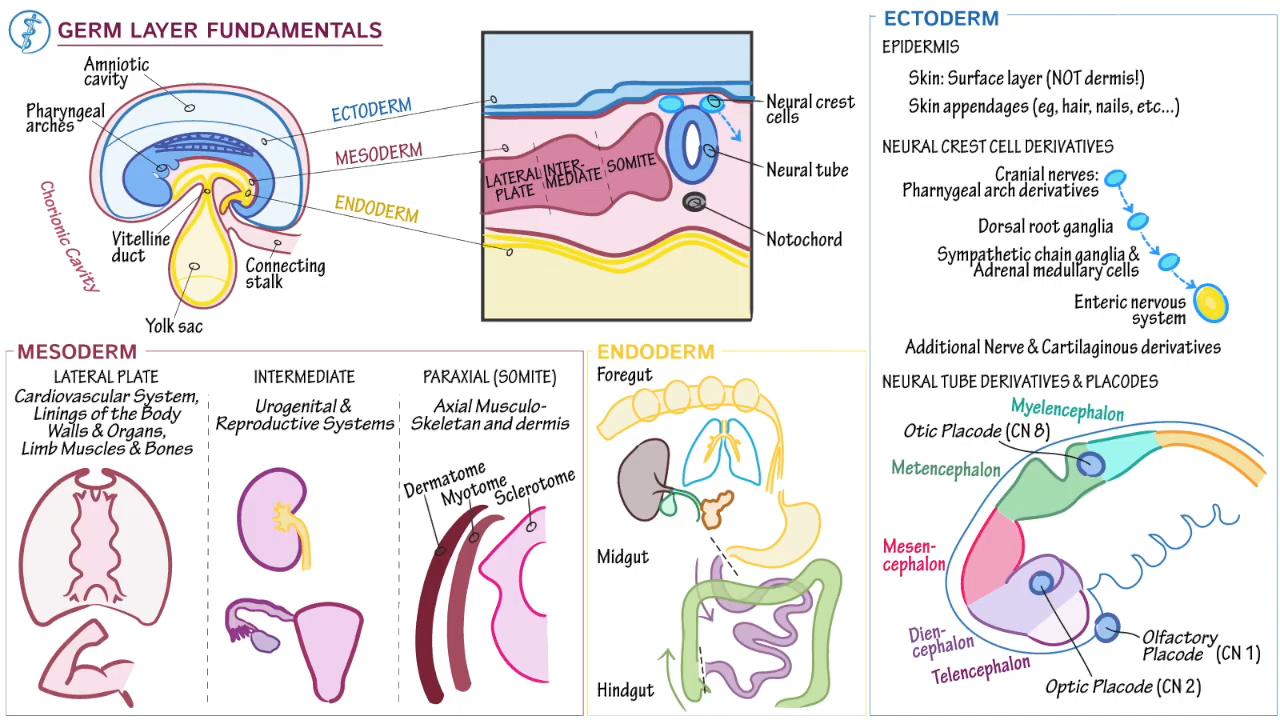 GERM LAYER FUNDAMENTALS
Amniotic
cavity
Pharyngeal
arches
Chorionic Cavity
Vitelline
duct
Connecting
stalk
Yolk sac
ECTODERM
MESODERM
ENDODERM
LATERAL
PLATE
INTER-
MEDIATE
SOMITE
Neural crest
cells
Neural tube
Notochord
MESODERM
LATERAL PLATE
Cardiovascular System,
Linings of the Body
Walls & Organs,
Limb Muscles & Bones
INTERMEDIATE
Urogenital &
Reproductive Systems
PARAXIAL (SOMITE)
Axial Musculo-
Skeletan and dermis
Dermatome
Myotome
Sclerotome
ENDODERM
Foregut
Midgut
Hindgut
ECTODERM
EPIDERMIS
Skin: Surface layer (NOT dermis!)
Skin appendages (eg, hair, nails, etc...)
NEURAL CREST CELL DERIVATIVES
Cranial nerves:
Pharnygeal arch derivatives
Dorsal root ganglia
Sympathetic chain ganglia &
Adrenal medullary cells
Enteric nervous
system
Additional Nerve & Cartilaginous derivatives
NEURAL TUBE DERIVATIVES & PLACODES
Myelencephalon
Otic Placode (CN 8)
Metencephalon
Mesen-
cephalon
Dien-
cephalon
Telencephalon
Olfactory
Placode (CN 1)
Optic Placode (CN 2)